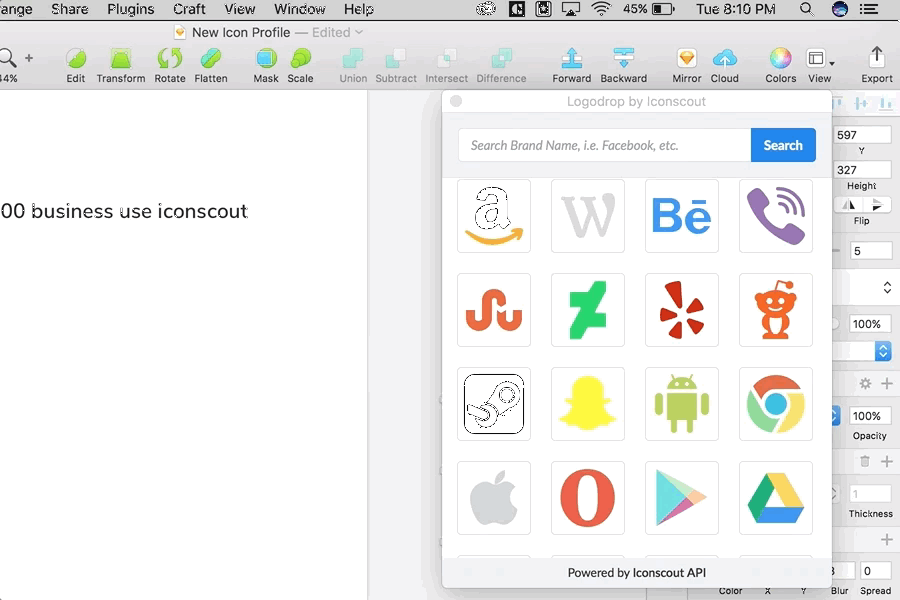 ange Share Plugins Craft View Window Help 45% Tue 8:10 PM
New Icon Profile — Edited
44% Edit Transform Rotate Flatten Mask Scale Union Subtract Intersect Difference Forward Backward Mirror Cloud Colors View Export
Logodrop by Iconscout
Search Brand Name, i.e. Facebook, etc. Search
00 business use iconscout
597
Y
327
Height
Flip
5
100%
100%
Opacity
1
Thickness
Bē
Powered by Iconscout API
3 0
Color X Y Blur Spread